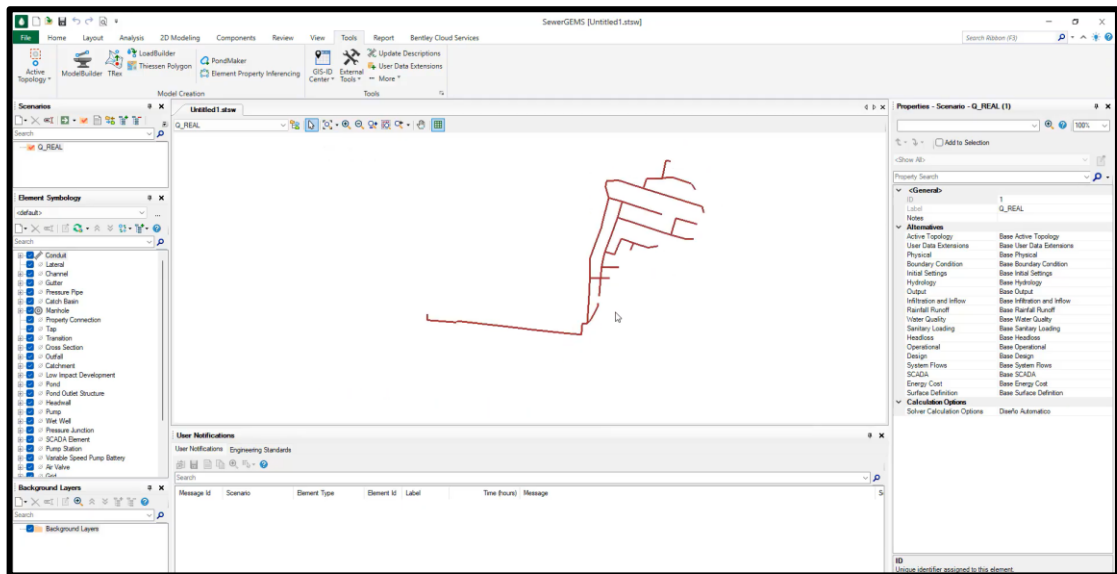 SewerGEMS [Untitled1.stsw]
File Home Layout Analysis 2D Modeling Components Review View Tools Report Bentley Cloud Services
Search Ribbon (F3)
Active Topology
ModelBuilder
TRex
LoadBuilder
Thiessen Polygon
PondMaker
Element Property Inferencing
Model Creation
GIS-ID Center
External Tools
Update Descriptions
User Data Extensions
More
Tools
Scenarios
Search
Q_REAL
Element Symbology
<default>
...
Search
Conduit
Lateral
Channel
Gutter
Pressure Pipe
Catch Basin
Manhole
Property Connection
Tap
Transition
Cross Section
Outfall
Catchment
Low Impact Development
Pond
Pond Outlet Structure
Headwall
Pump
Wet Well
Pressure Junction
SCADA Element
Pump Station
Variable Speed Pump Battery
Air Valve
Background Layers
Search
Background Layers
Untitled1.stsw
Q_REAL
User Notifications
User Notifications Engineering Standards
Search
Message Id Scenario Element Type Element Id Label Time (hours) Message S
Properties - Scenario - Q_REAL (1)
100%
Add to Selection
<Show All>
Property Search
<General>
ID 1
Label Q_REAL
Notes
Alternatives
Active Topology Base Active Topology
User Data Extensions Base User Data Extensions
Physical Base Physical
Boundary Condition Base Boundary Condition
Initial Settings Base Initial Settings
Hydrology Base Hydrology
Output Base Output
Infiltration and Inflow Base Infiltration and Inflow
Rainfall Runoff Base Rainfall Runoff
Water Quality Base Water Quality
Sanitary Loading Base Sanitary Loading
Headloss Base Headloss
Operational Base Operational
Design Base Design
System Flows Base System Flows
SCADA Base SCADA
Energy Cost Base Energy Cost
Surface Definition Base Surface Definition
Calculation Options
Solver Calculation Options Diseño Automatico
ID
Unique identifier assigned to this element.